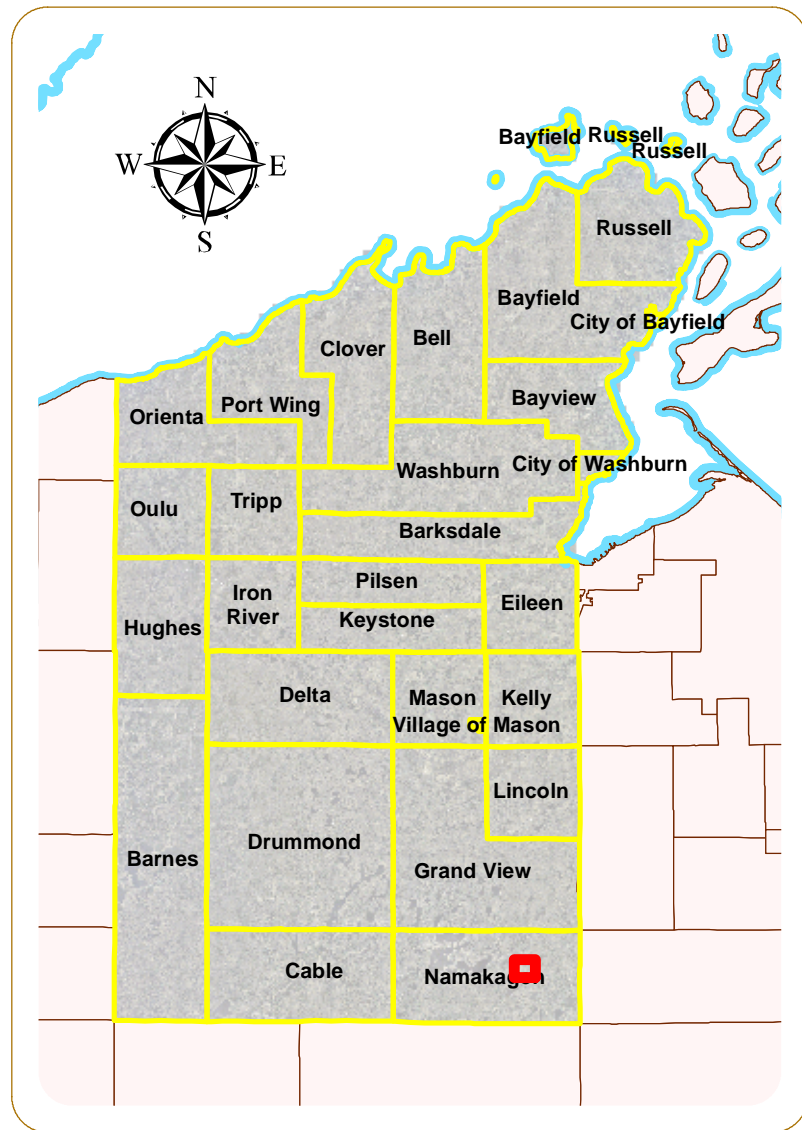 N
W E
S
Bayfield
Russell
Russell
Russell
Bayfield
City of Bayfield
Clover
Bell
Bayview
Orienta
Port Wing
Washburn
City of Washburn
Oulu
Tripp
Barksdale
Pilsen
Iron
River
Eileen
Hughes
Keystone
Delta
Mason
Kelly
Village of Mason
Lincoln
Drummond
Barnes
Grand View
Cable
Namakagon